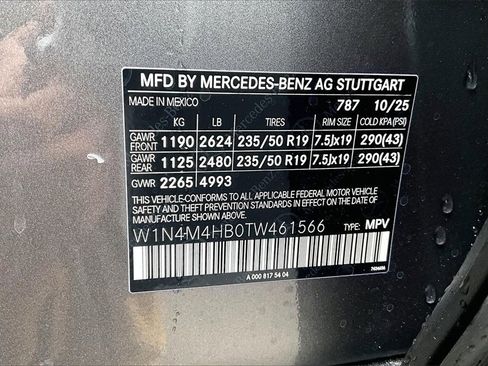 MFD BY MERCEDES-BENZ AG STUTTGART
MADE IN MEXICO 787 10/25
KG LB TIRES RIM SIZE COLD KPA(PSI)
GAWR FRONT 1190 2624 235/50 R19 7.5Jx19 290(43)
GAWR REAR 1125 2480 235/50 R19 7.5Jx19 290(43)
GVWR 2265 4993
THIS VEHICLE CONFORMS TO ALL APPLICABLE FEDERAL MOTOR VEHICLE
SAFETY AND THEFT PREVENTION STANDARDS IN EFFECT ON THE DATE OF
MANUFACTURE SHOWN ABOVE.
W1N4M4HB0TW461566 TYPE: MPV
A 000 817 54 04